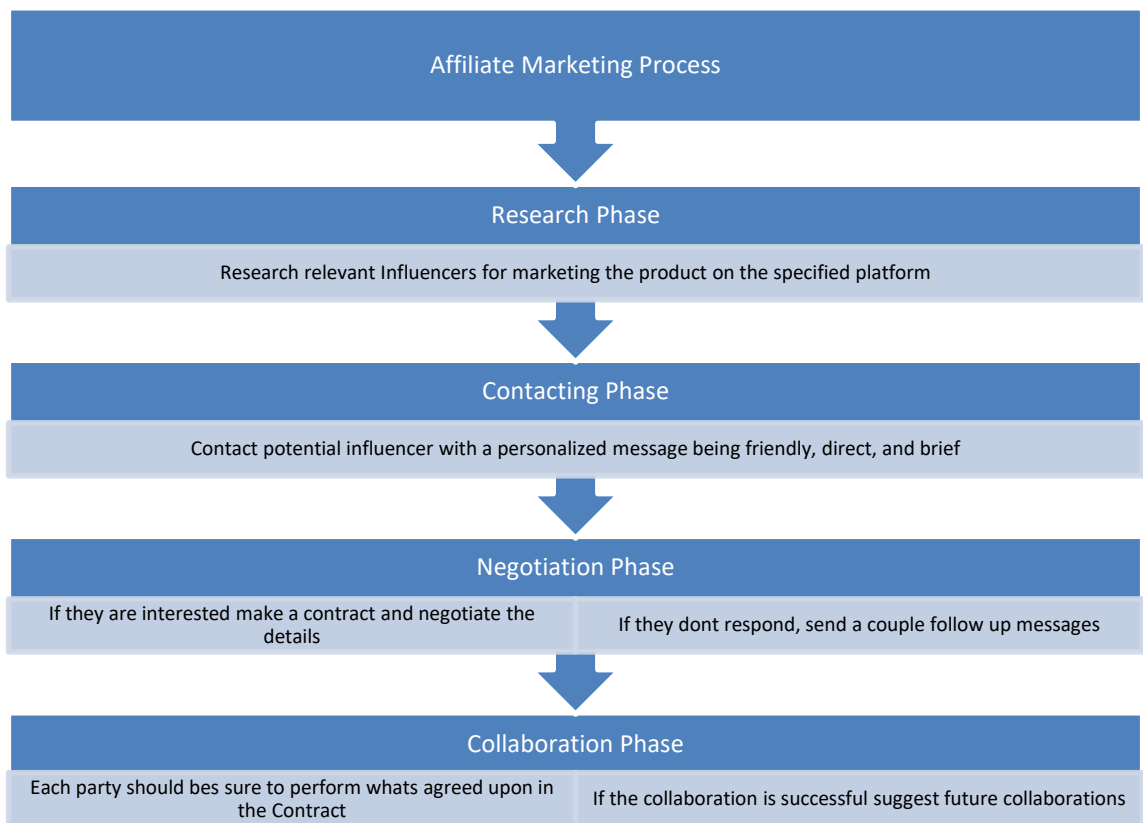 Affiliate Marketing Process
Research Phase
Research relevant Influencers for marketing the product on the specified platform
Contacting Phase
Contact potential influencer with a personalized message being friendly, direct, and brief
Negotiation Phase
If they are interested make a contract and negotiate the
details
If they dont respond, send a couple follow up messages
Collaboration Phase
Each party should bes sure to perform whats agreed upon in
the Contract
If the collaboration is successful suggest future collaborations